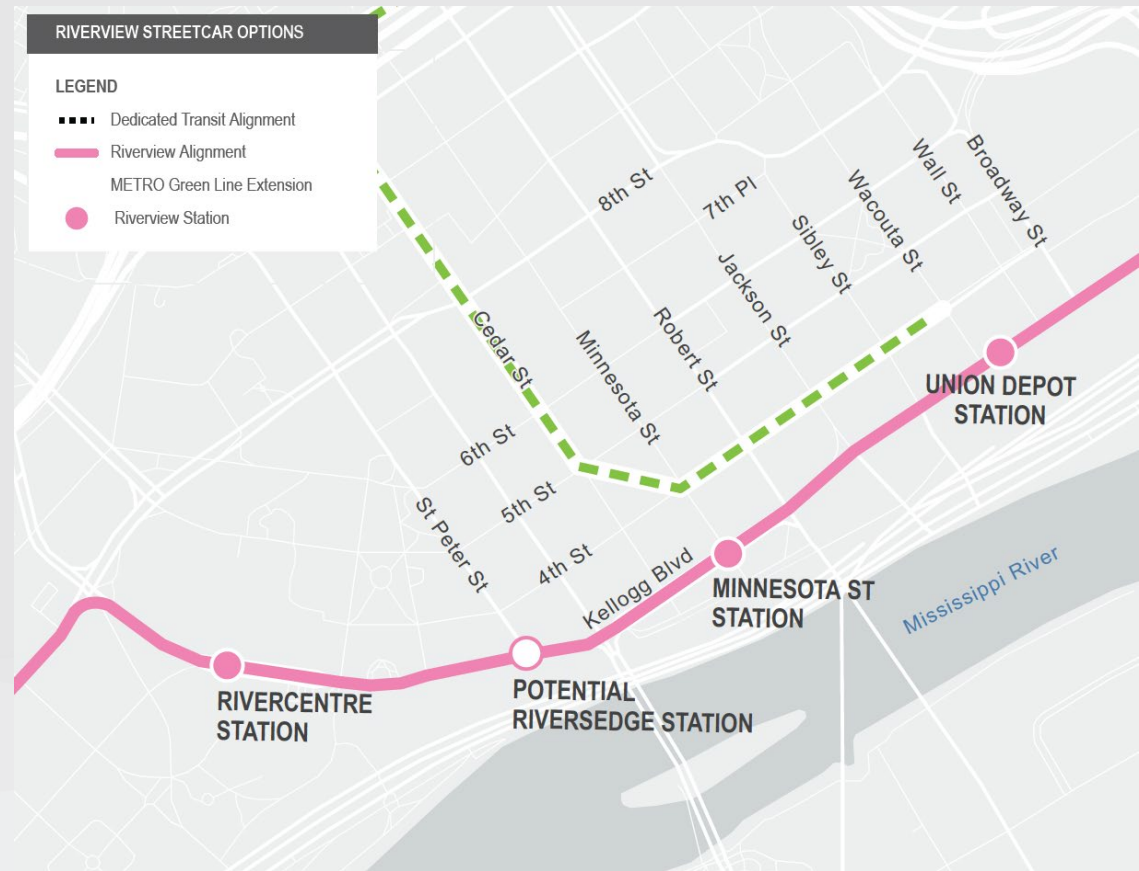 RIVERVIEW STREETCAR OPTIONS
LEGEND
Dedicated Transit Alignment
Riverview Alignment
METRO Green Line Extension
Riverview Station
8th St
7th Pl
Wacouta St
Wall St
Broadway St
Sibley St
Jackson St
Robert St
Minnesota St
Cedar St
6th St
5th St
4th St
St Peter St
Kellogg Blvd
UNION DEPOT
STATION
MINNESOTA ST
STATION
Mississippi River
POTENTIAL
RIVERSEDGE STATION
RIVERCENTRE
STATION